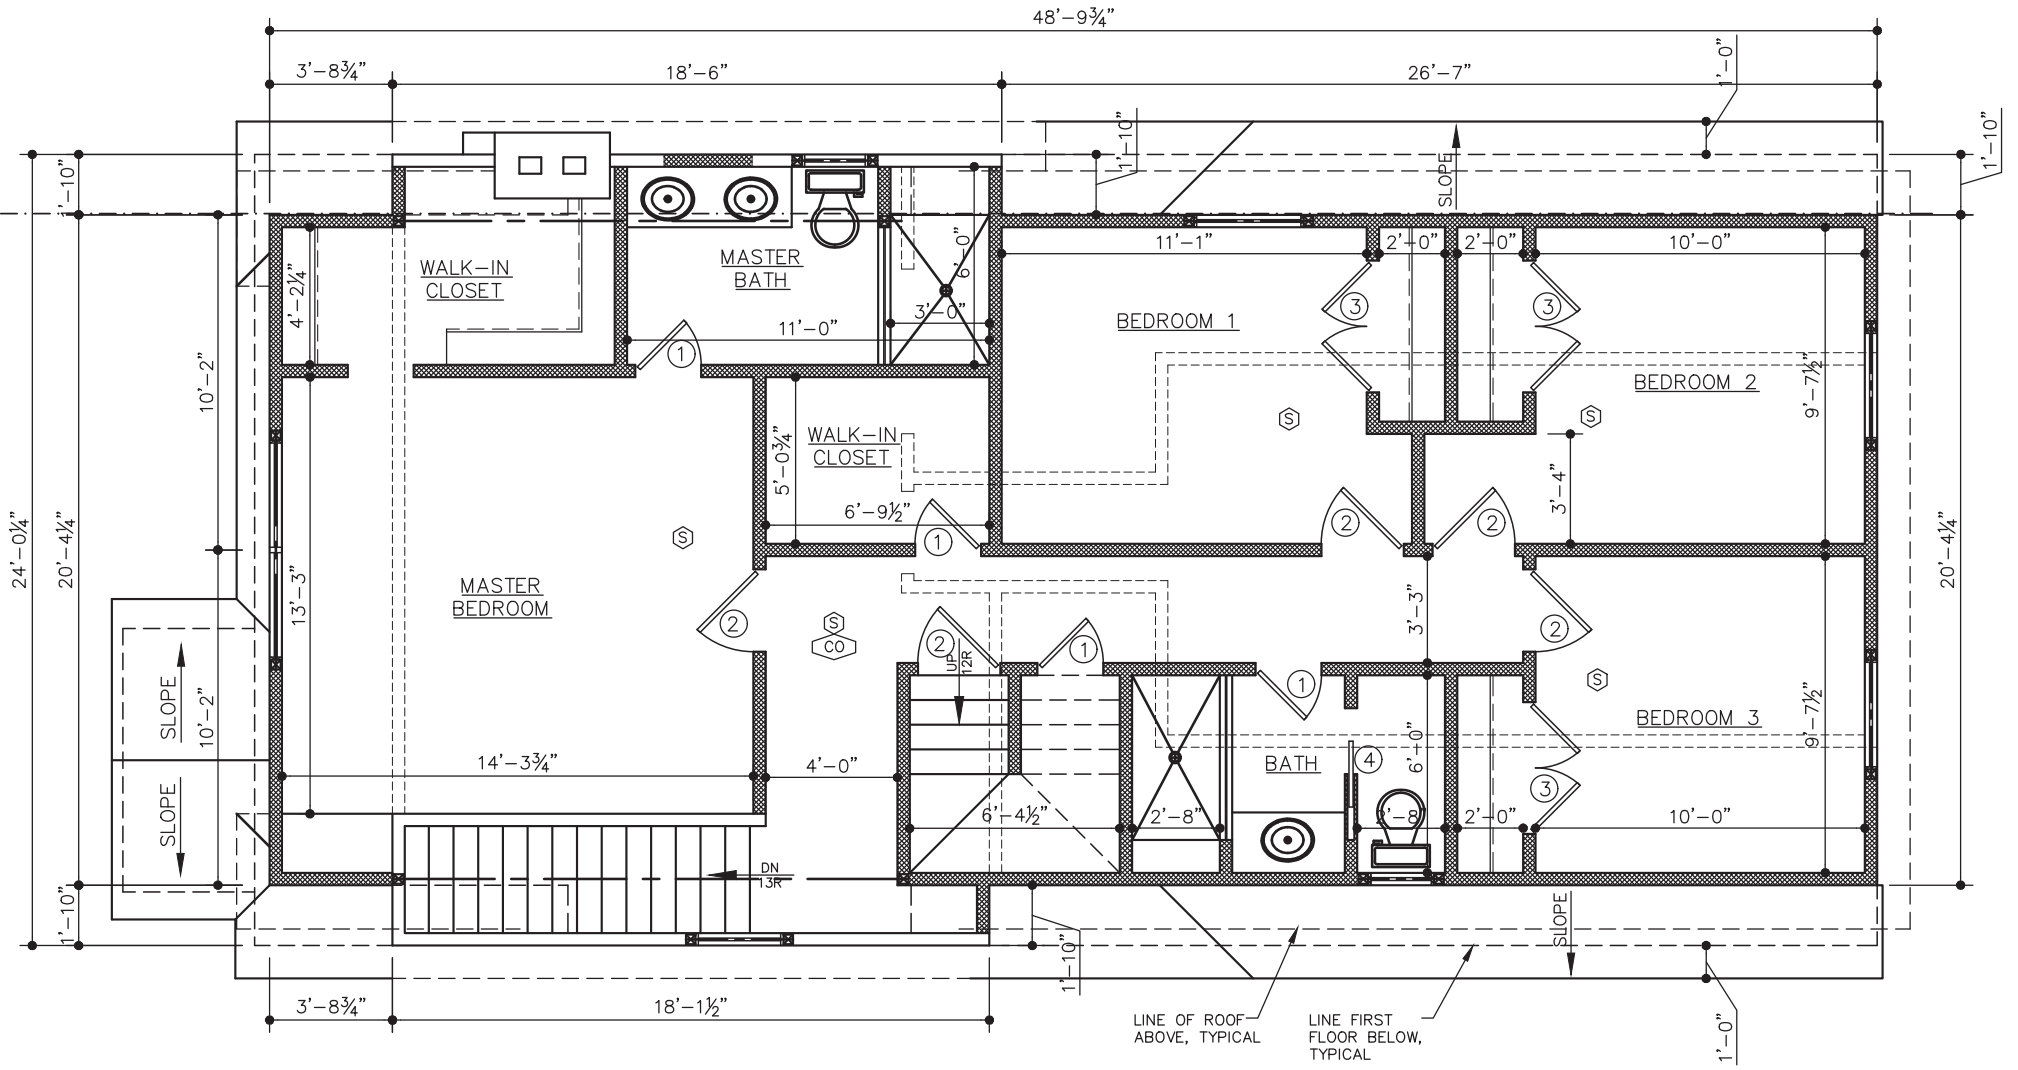 48'-9¾"
3'-8¾"
18'-6"
26'-7"
1'-0"
1'-10"
1'-10"
1'-10"
SLOPE
11'-1"
2'-0"
2'-0"
10'-0"
4'-2¼"
WALK-IN
CLOSET
MASTER
BATH
6'-0"
3'-0"
11'-0"
1
BEDROOM 1
3
3
BEDROOM 2
9'-7½"
10'-2"
S
S
WALK-IN
CLOSET
5'-0¾"
6'-9½"
1
3'-4"
2
2
24'-0¼"
20'-4¼"
20'-4¼"
S
13'-3"
MASTER
BEDROOM
2
S
CO
2
UP
12R
1
3'-3"
2
S
1
SLOPE
10'-2"
BATH
4
6'-0"
BEDROOM 3
9'-7½"
14'-3¾"
4'-0"
3
SLOPE
6'-4½"
2'-8"
2'-8
2'-0"
10'-0"
DN
13R
1'-10"
1'-10"
SLOPE
3'-8¾"
18'-1½"
LINE OF ROOF
ABOVE, TYPICAL
LINE FIRST
FLOOR BELOW,
TYPICAL
1'-0"